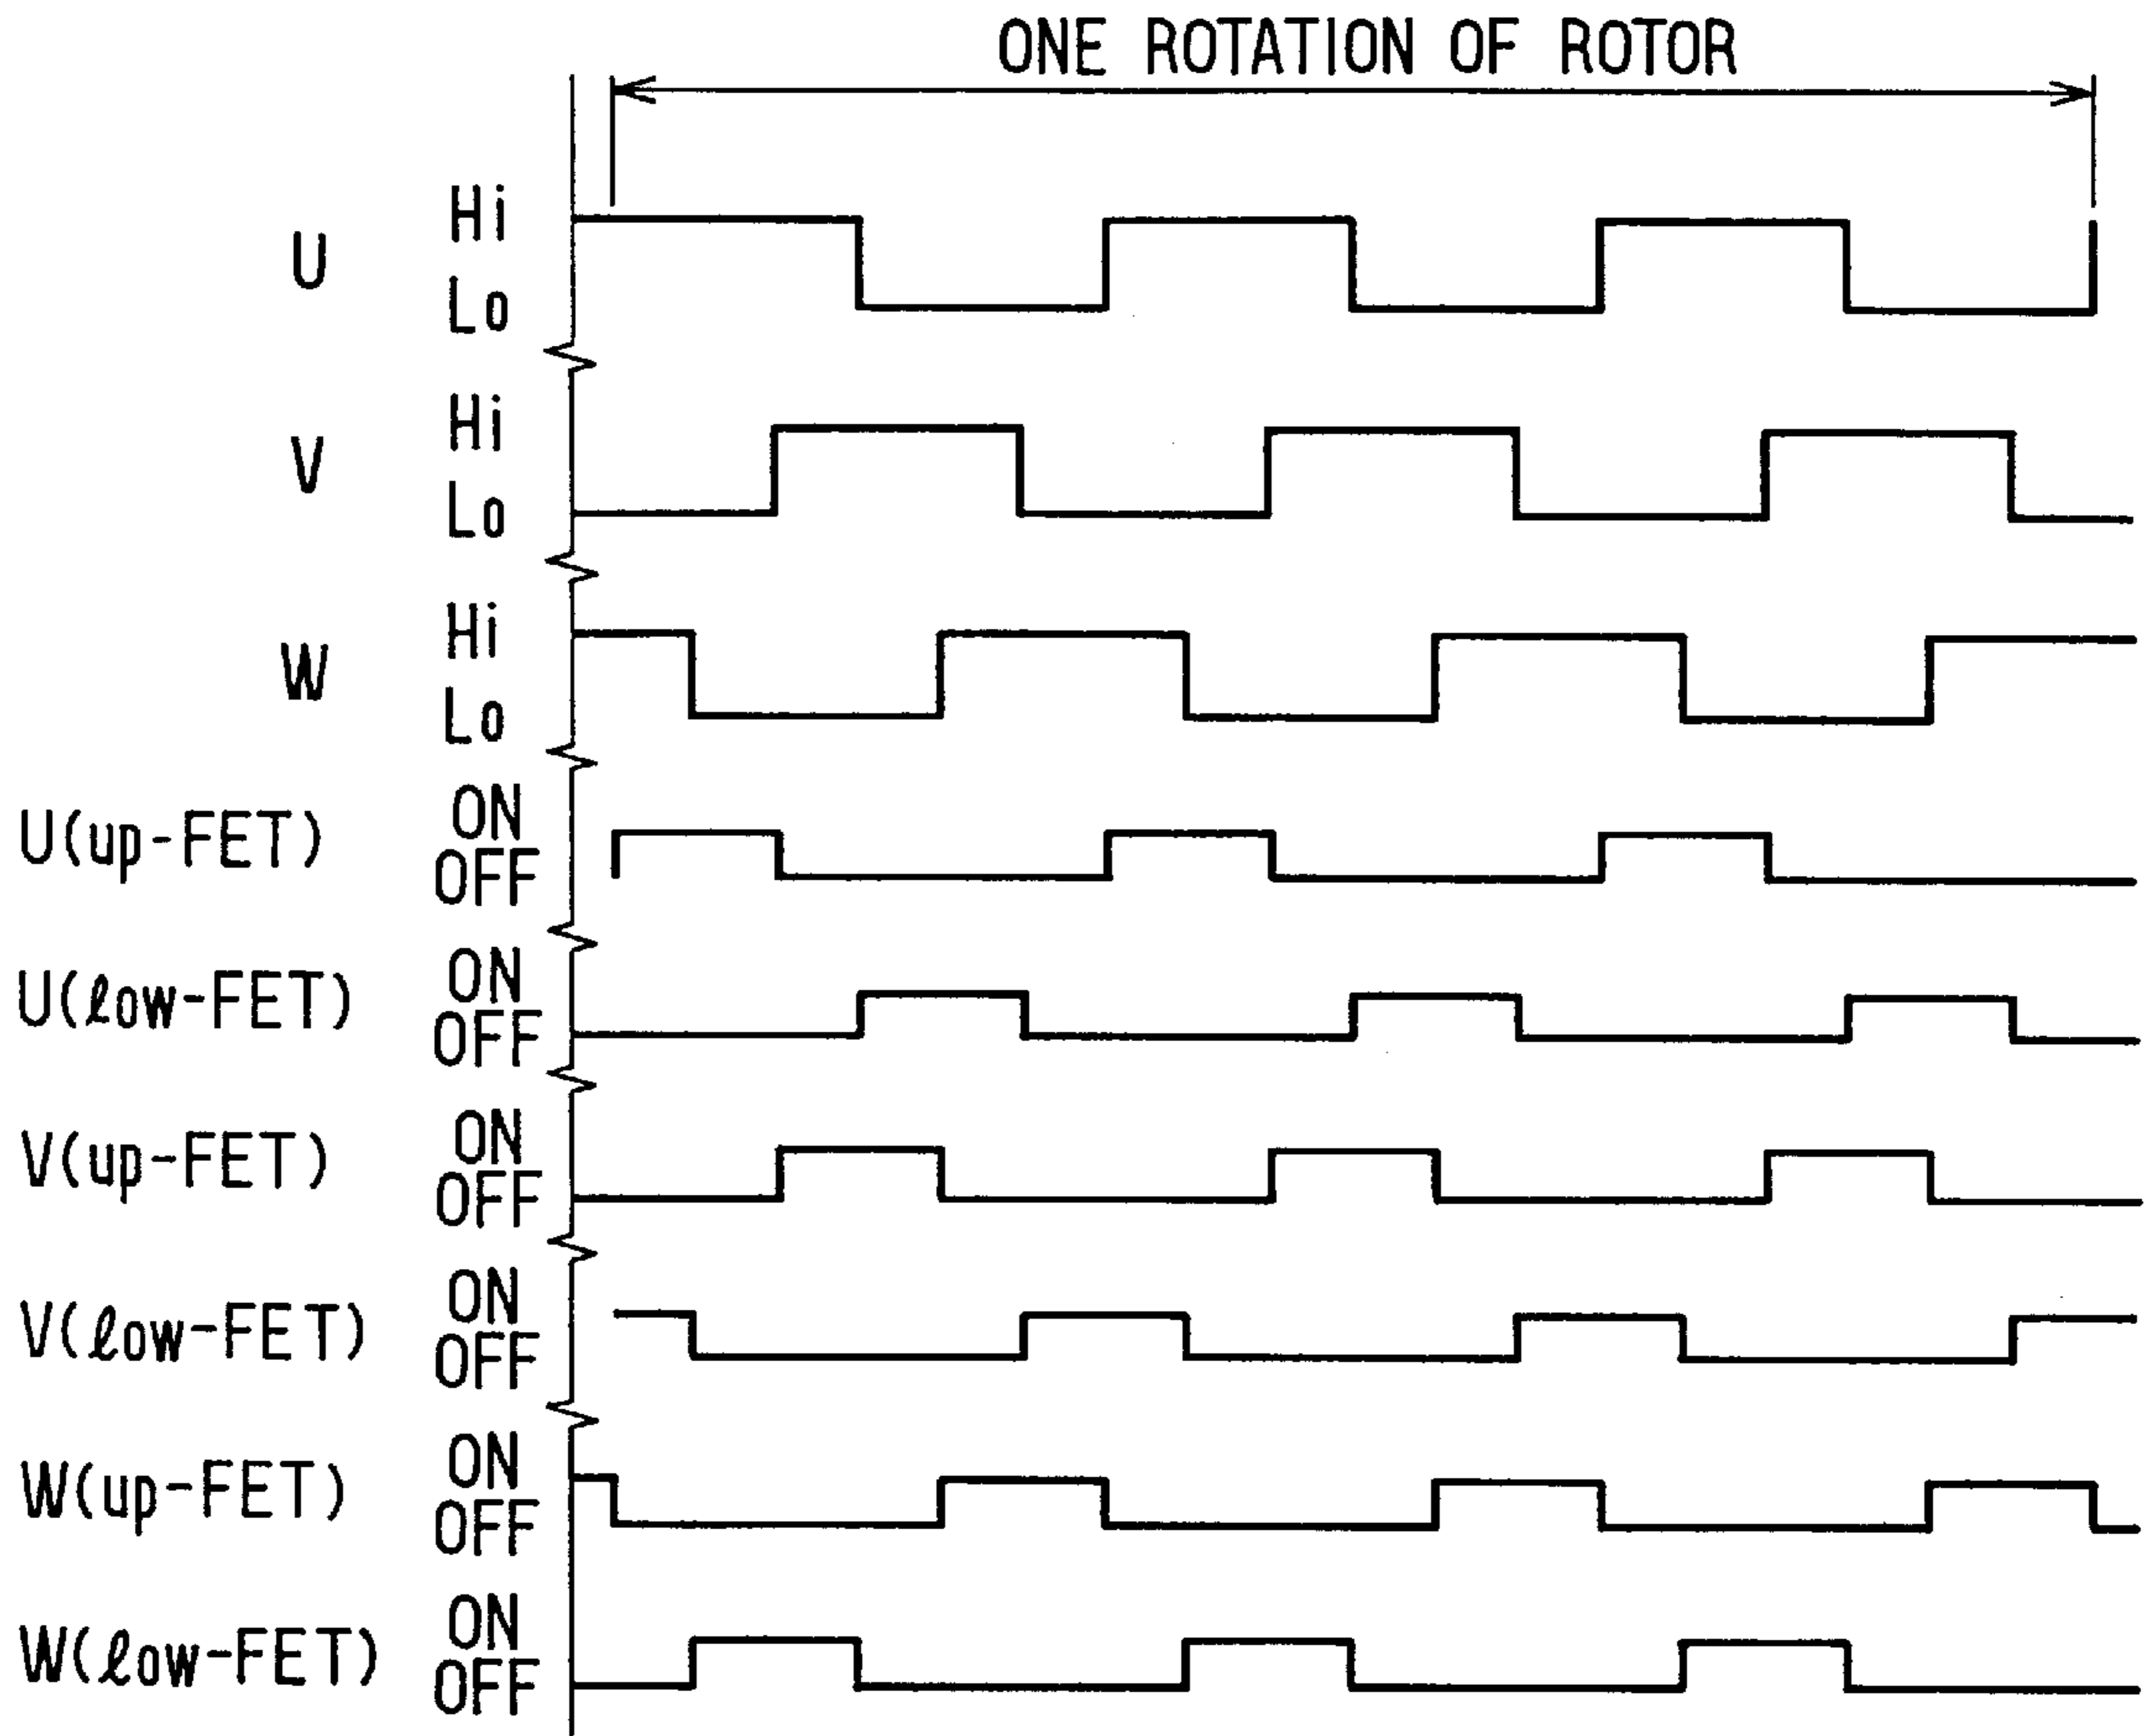 ONE ROTATION OF ROTOR
U Hi
Lo
V Hi
Lo
W Hi
Lo
U(up-FET) ON
OFF
U(low-FET) ON
OFF
V(up-FET) ON
OFF
V(low-FET) ON
OFF
W(up-FET) ON
OFF
W(low-FET) ON
OFF